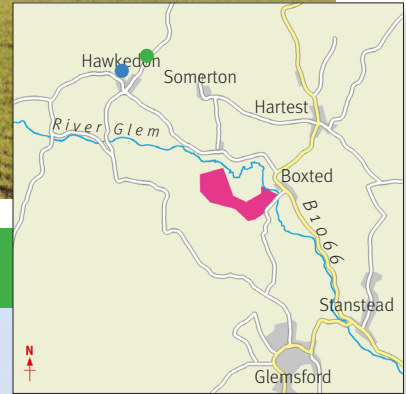 Hawkedon
Somerton
Hartest
River Glem
Boxted
B1066
Stanstead
N
Glemsford